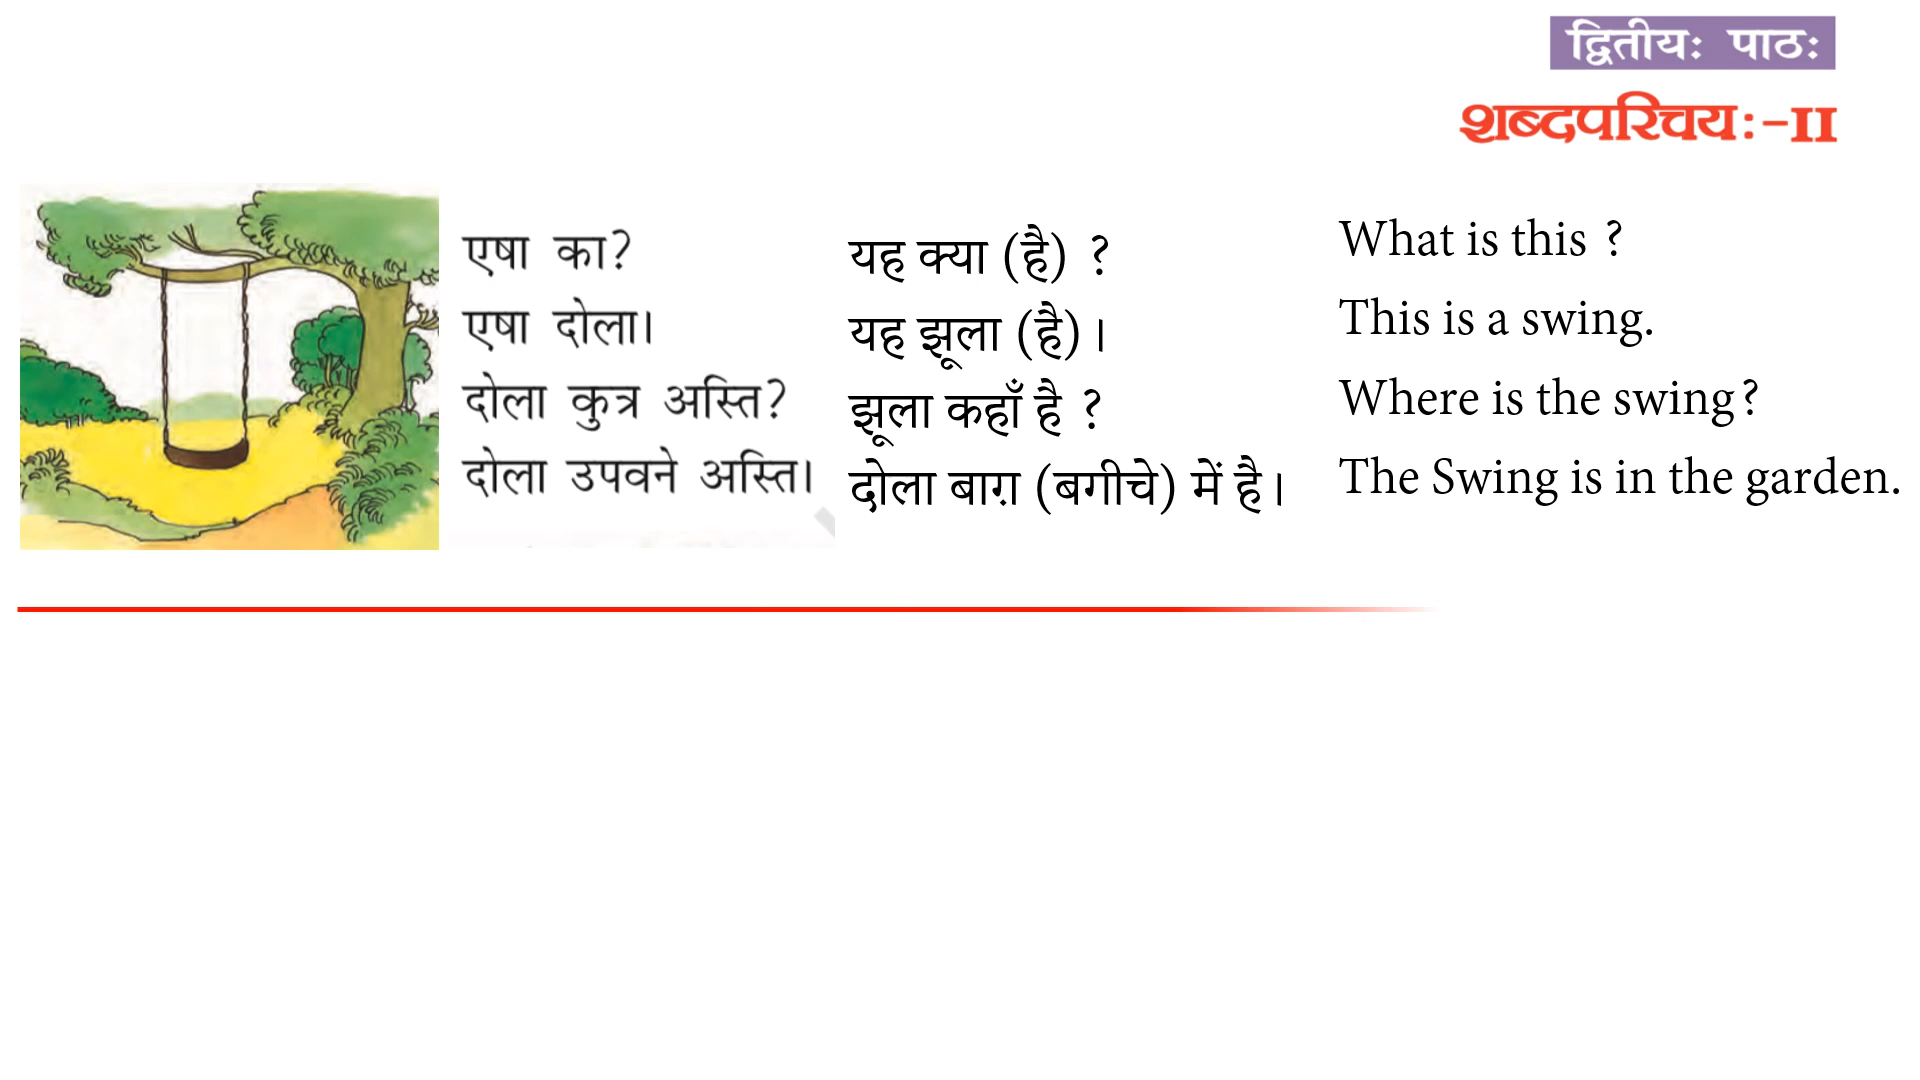 द्वितीयः पाठः
शब्दपरिचयः-II
एषा का?
एषा दोला।
दोला कुत्र अस्ति?
दोला उपवने अस्ति।
यह क्या (है) ?
यह झूला (है) ।
झूला कहाँ है ?
दोला बाग़ (बगीचे) में है।
What is this ?
This is a swing.
Where is the swing?
The Swing is in the garden.